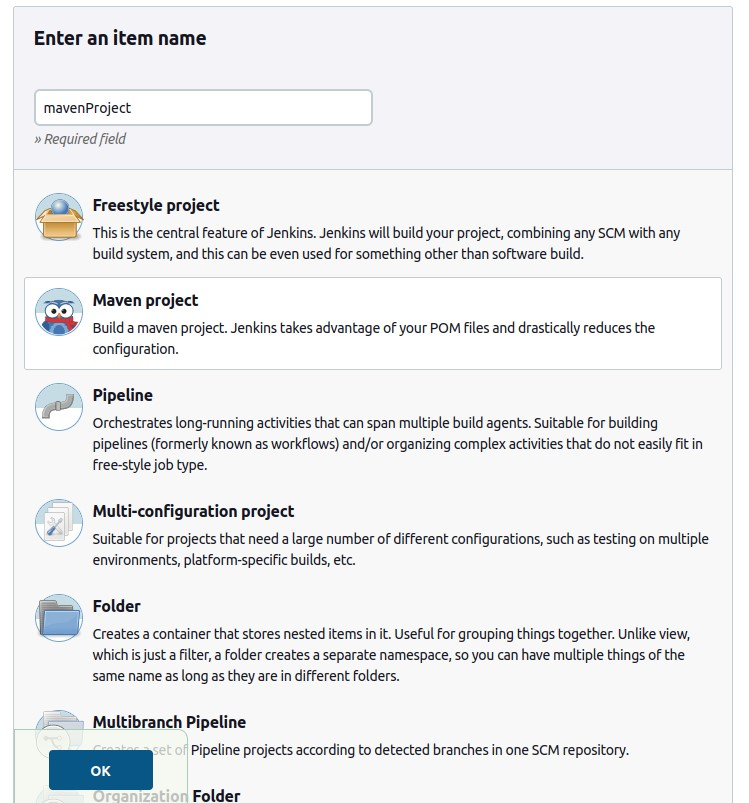 Enter an item name
mavenProject
» Required field
Freestyle project
This is the central feature of Jenkins. Jenkins will build your project, combining any SCM with any
build system, and this can be even used for something other than software build.
Maven project
Build a maven project. Jenkins takes advantage of your POM files and drastically reduces the
configuration.
Pipeline
Orchestrates long-running activities that can span multiple build agents. Suitable for building
pipelines (formerly known as workflows) and/or organizing complex activities that do not easily fit in
free-style job type.
Multi-configuration project
Suitable for projects that need a large number of different configurations, such as testing on multiple
environments, platform-specific builds, etc.
Folder
Creates a container that stores nested items in it. Useful for grouping things together. Unlike view,
which is just a filter, a folder creates a separate namespace, so you can have multiple things of the
same name as long as they are in different folders.
Multibranch Pipeline
Creates a set of Pipeline projects according to detected branches in one SCM repository.
OK
Organization Folder